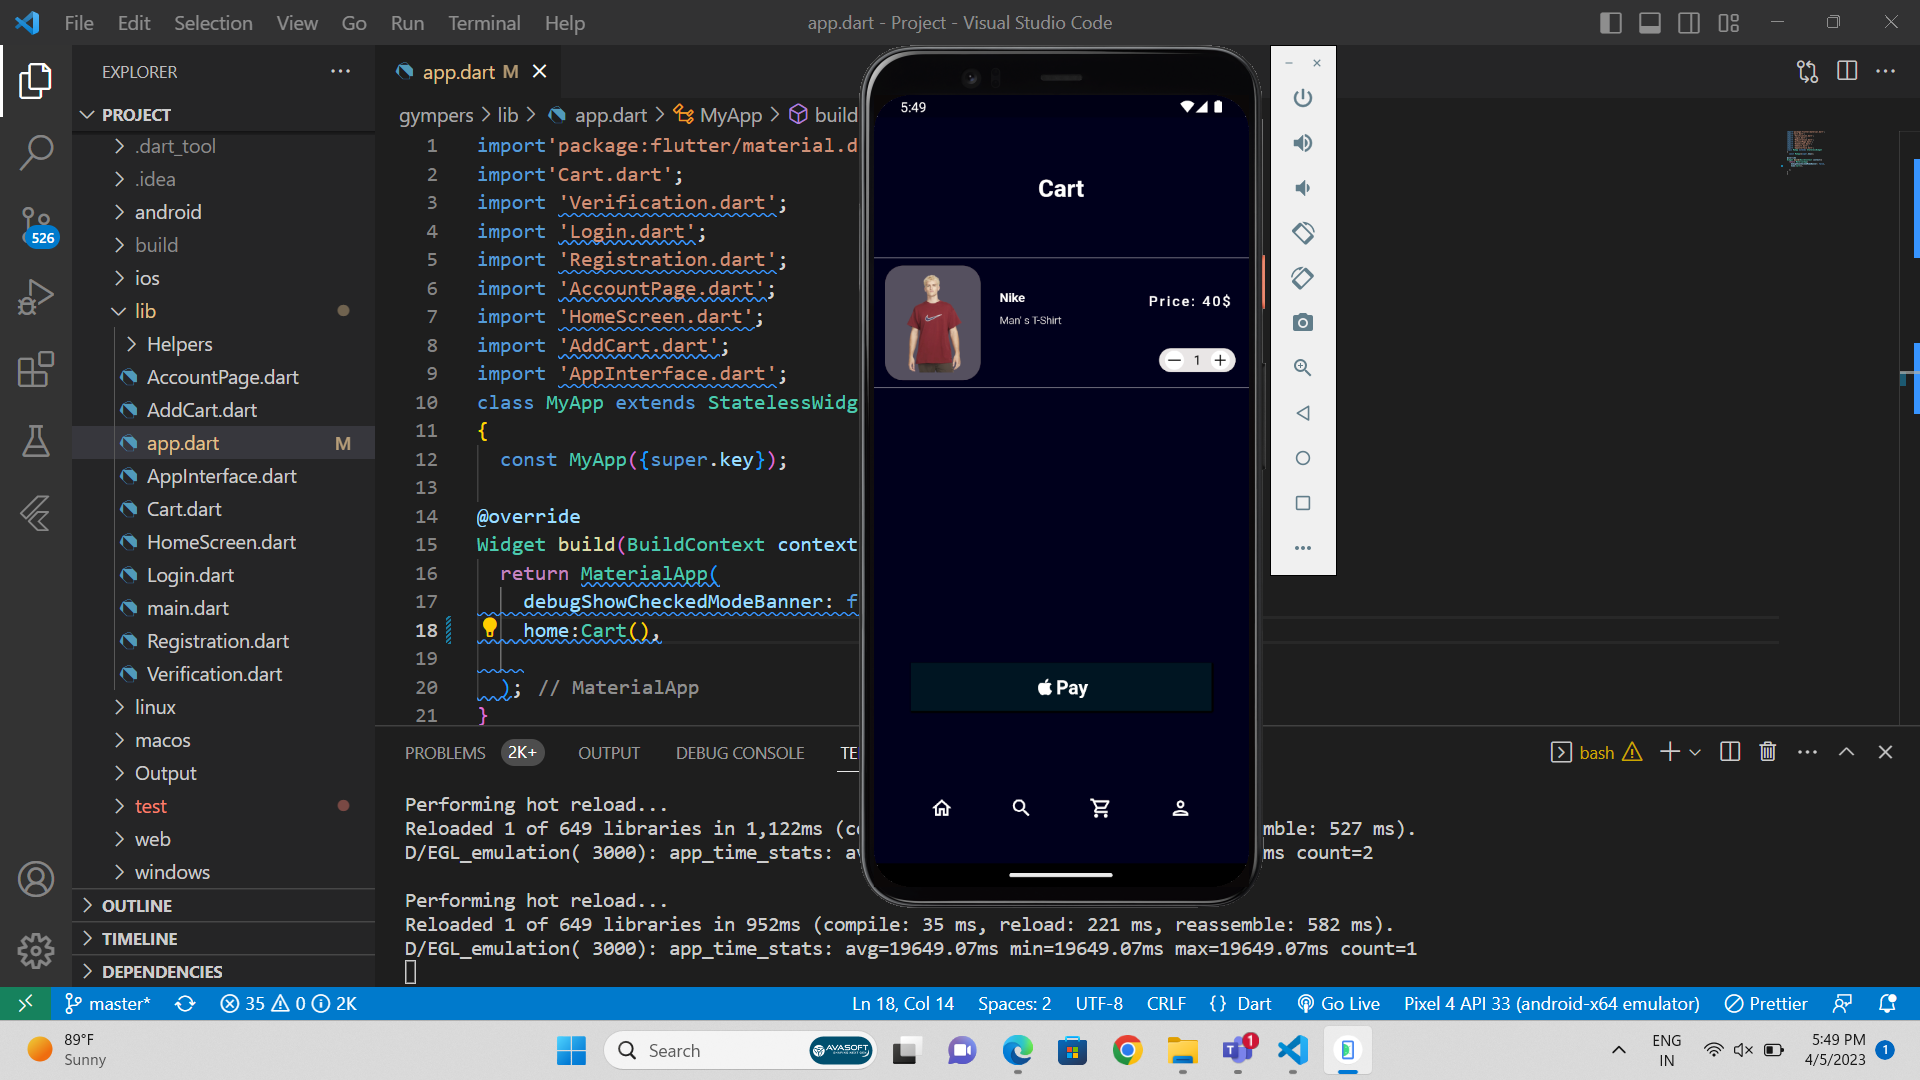 File Edit Selection View Go Run Terminal Help
app.dart - Project - Visual Studio Code
EXPLORER
PROJECT
.dart_tool
.idea
android
build
ios
lib
Helpers
AccountPage.dart
AddCart.dart
app.dart M
AppInterface.dart
Cart.dart
HomeScreen.dart
Login.dart
main.dart
Registration.dart
Verification.dart
linux
macos
Output
test
web
windows
OUTLINE
TIMELINE
DEPENDENCIES
526
app.dart M
gympers > lib > app.dart > MyApp > build
1 import'package:flutter/material.d
2 import'Cart.dart';
3 import 'Verification.dart';
4 import 'Login.dart';
5 import 'Registration.dart';
6 import 'AccountPage.dart';
7 import 'HomeScreen.dart';
8 import 'AddCart.dart';
9 import 'AppInterface.dart';
10 class MyApp extends StatelessWidg
11 {
12 const MyApp({super.key});
13
14 @override
15 Widget build(BuildContext context
16 return MaterialApp(
17 debugShowCheckedModeBanner: f
18 home:Cart(),
19
20 ); // MaterialApp
21 }
5:49
Cart
Nike
Man's T-Shirt
Price: 40$
1
Pay
PROBLEMS 2K+ OUTPUT DEBUG CONSOLE TE
bash
Performing hot reload...
Reloaded 1 of 649 libraries in 1,122ms (co mble: 527 ms).
D/EGL_emulation( 3000): app_time_stats: av ms count=2
Performing hot reload...
Reloaded 1 of 649 libraries in 952ms (compile: 35 ms, reload: 221 ms, reassemble: 582 ms).
D/EGL_emulation( 3000): app_time_stats: avg=19649.07ms min=19649.07ms max=19649.07ms count=1
master* 35 0 2K
Ln 18, Col 14 Spaces: 2 UTF-8 CRLF {} Dart Go Live Pixel 4 API 33 (android-x64 emulator) Prettier
89°F
Sunny
Search
AVASOFT
1
ENG
IN
5:49 PM
4/5/2023
1